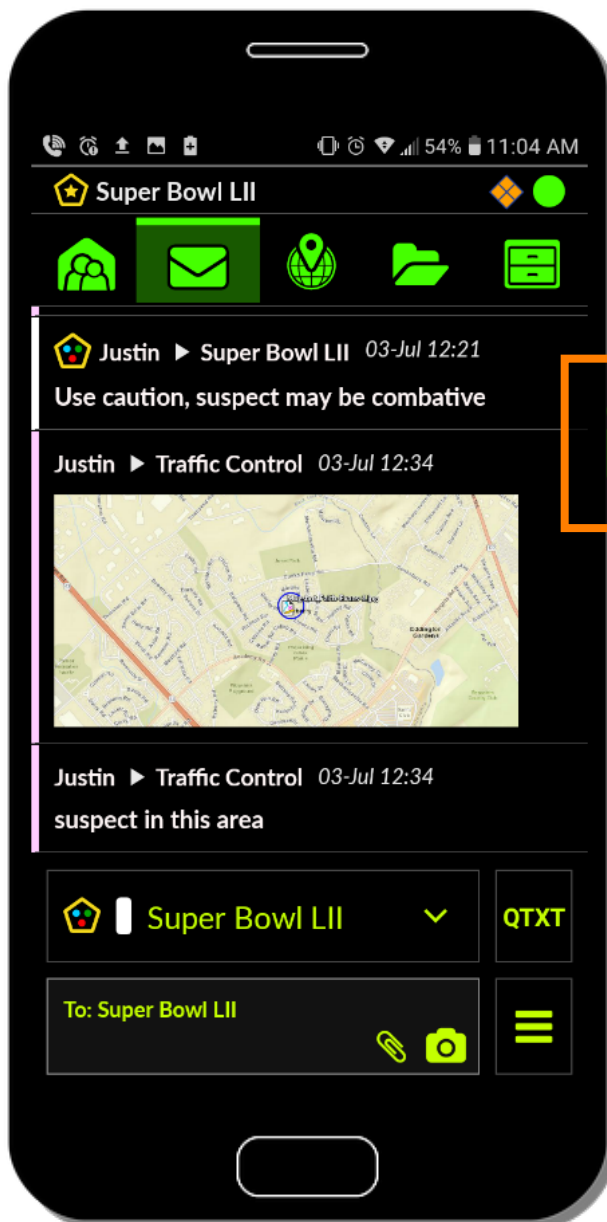 54% 11:04 AM
Super Bowl LII
Justin ▶ Super Bowl LII 03-Jul 12:21
Use caution, suspect may be combative
Justin ▶ Traffic Control 03-Jul 12:34
Eddington
Gardens
Justin ▶ Traffic Control 03-Jul 12:34
suspect in this area
Super Bowl LII
QTXT
To: Super Bowl LII